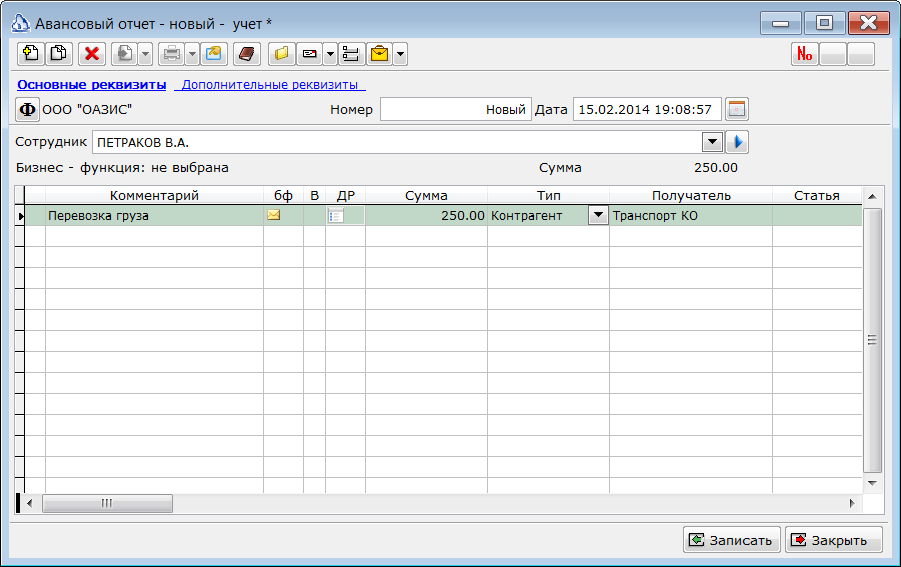 Авансовый отчет - новый -  учет *
No
Основные реквизиты Дополнительные реквизиты
Ф ООО "ОАЗИС" Номер Новый Дата 15.02.2014 19:08:57
Сотрудник ПЕТРАКОВ В.А.
Бизнес - функция: не выбрана Сумма 250.00
Комментарий бф В ДР Сумма Тип Получатель Статья
Перевозка груза 250.00 Контрагент Транспорт КО
Записать Закрыть